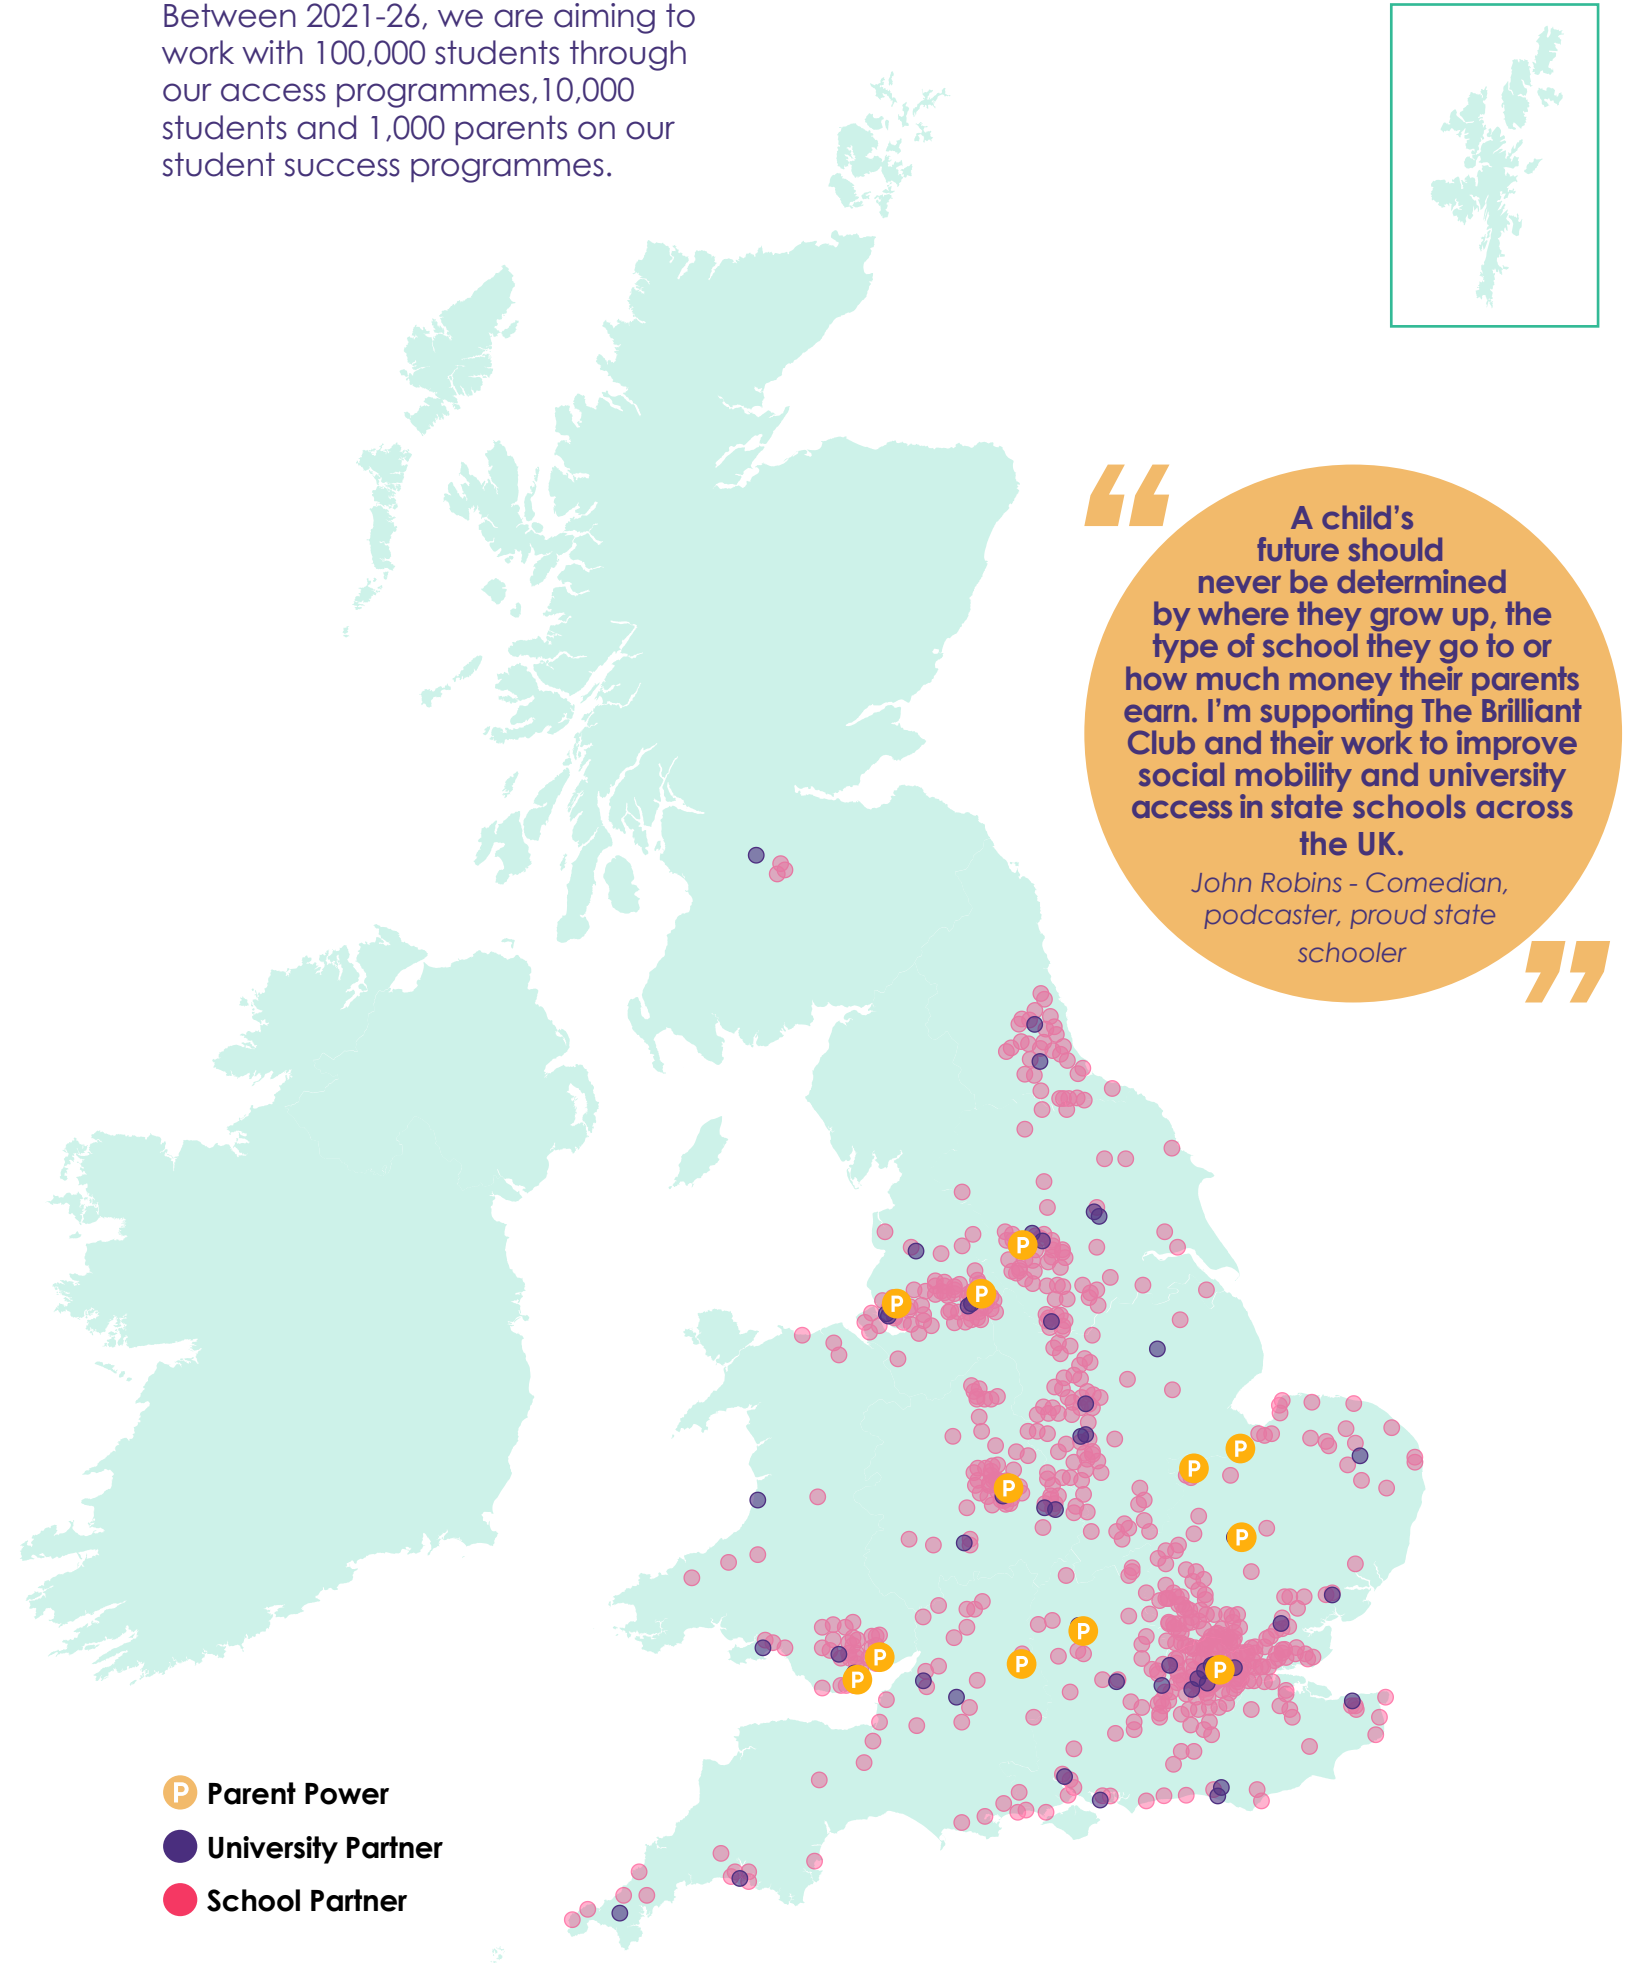 Between 2021-26, we are aiming to
work with 100,000 students through
our access programmes,10,000
students and 1,000 parents on our
student success programmes.
“
A child’s
future should
never be determined
by where they grow up, the
type of school they go to or
how much money their parents
earn. I’m supporting The Brilliant
Club and their work to improve
social mobility and university
access in state schools across
the UK.
John Robins - Comedian,
podcaster, proud state
schooler
”
P
P
P
P
P
P
P
P
P
P
P
P
P Parent Power
University Partner
School Partner